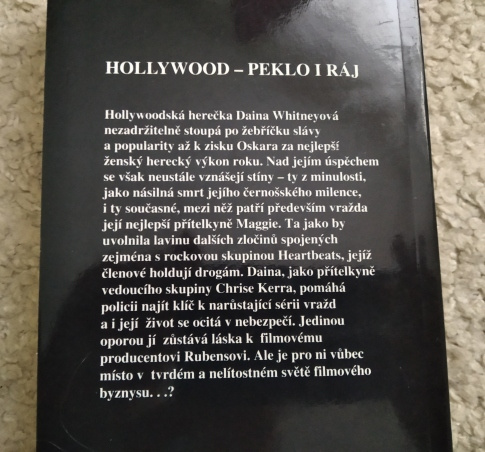 HOLLYWOOD – PEKLO I RÁJ
Hollywoodská herečka Daina Whitneyová
nezadržitelně stoupá po žebříčku slávy
a popularity až k zisku Oskara za nejlepší
ženský herecký výkon roku. Nad jejím úspěchem
se však neustále vznášejí stíny – ty z minulosti,
jako násilná smrt jejího černošského milence,
i ty současné, mezi něž patří především vražda
její nejlepší přítelkyně Maggie. Ta jako by
uvolnila lavinu dalších zločinů spojených
zejména s rockovou skupinou Heartbeats, jejíž
členové holdují drogám. Daina, jako přítelkyně
vedoucího skupiny Chrise Kerra, pomáhá
policii najít klíč k narůstající sérii vražd
a i její život se ocitá v nebezpečí. Jedinou
oporou jí zůstává láska k filmovému
producentovi Rubensovi. Ale je pro ni vůbec
místo v tvrdém a nelítostném světě filmového
byznysu. . .?